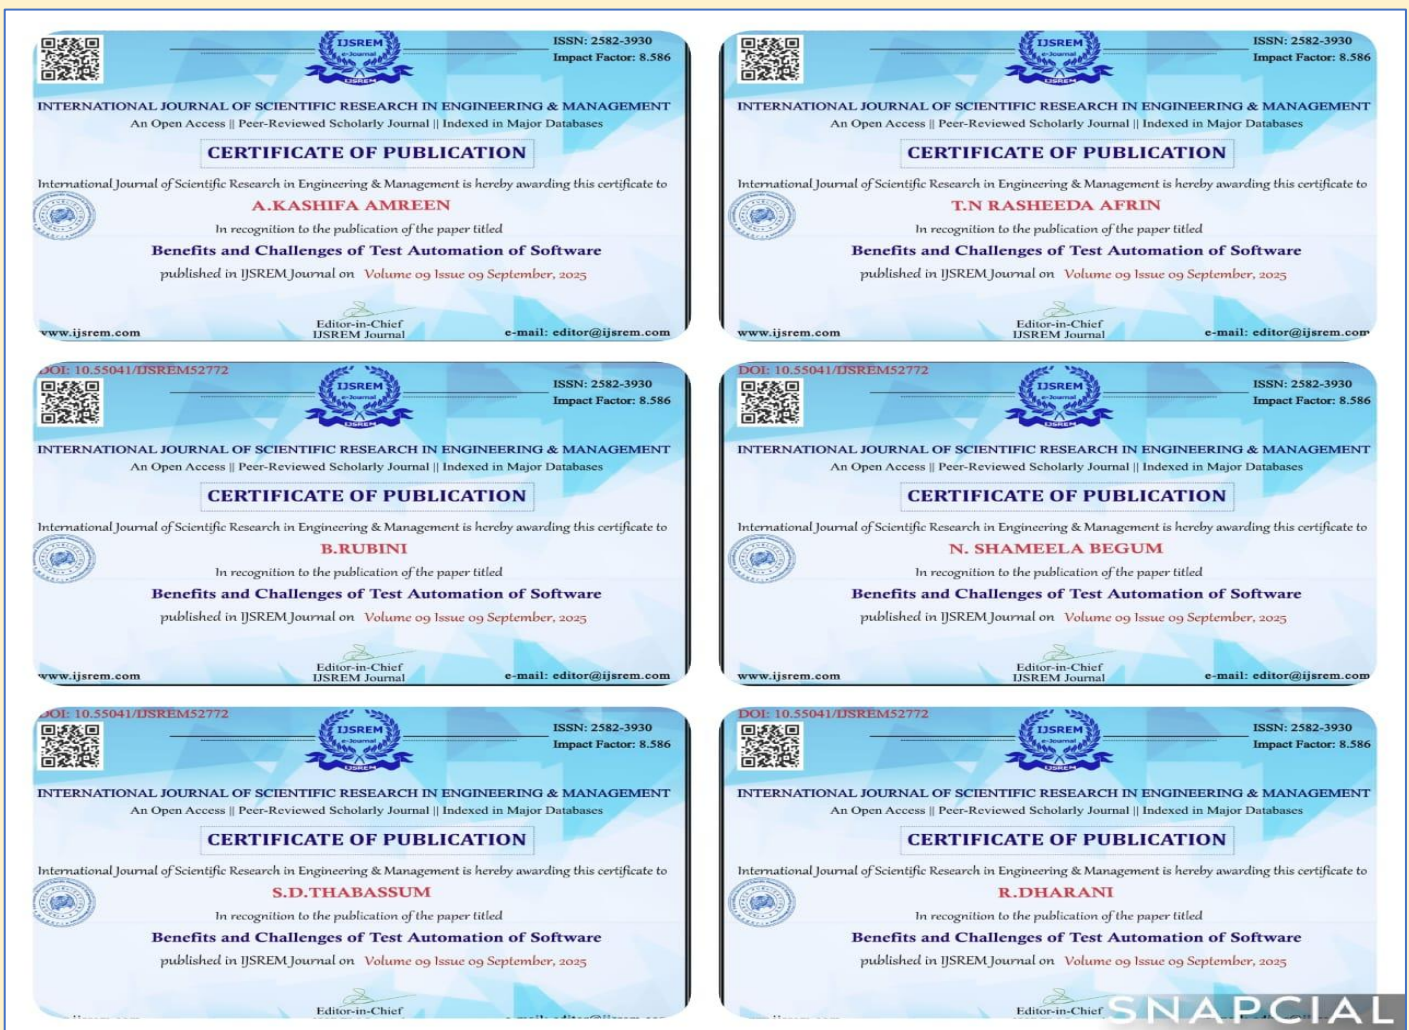 IJSREM
e-Journal
IJSREM
ISSN: 2582-3930
Impact Factor: 8.586
INTERNATIONAL JOURNAL OF SCIENTIFIC RESEARCH IN ENGINEERING & MANAGEMENT
An Open Access || Peer-Reviewed Scholarly Journal || Indexed in Major Databases
CERTIFICATE OF PUBLICATION
International Journal of Scientific Research in Engineering & Management is hereby awarding this certificate to
A.KASHIFA AMREEN
In recognition to the publication of the paper titled
Benefits and Challenges of Test Automation of Software
published in IJSREM Journal on Volume 09 Issue 09 September, 2025
Editor-in-Chief
www.ijsrem.com IJSREM Journal e-mail: editor@ijsrem.com
IJSREM
e-Journal
IJSREM
ISSN: 2582-3930
Impact Factor: 8.586
INTERNATIONAL JOURNAL OF SCIENTIFIC RESEARCH IN ENGINEERING & MANAGEMENT
An Open Access || Peer-Reviewed Scholarly Journal || Indexed in Major Databases
CERTIFICATE OF PUBLICATION
International Journal of Scientific Research in Engineering & Management is hereby awarding this certificate to
T.N RASHEEDA AFRIN
In recognition to the publication of the paper titled
Benefits and Challenges of Test Automation of Software
published in IJSREM Journal on Volume 09 Issue 09 September, 2025
Editor-in-Chief
www.ijsrem.com IJSREM Journal e-mail: editor@ijsrem.com
DOI: 10.55041/IJSREM52772
IJSREM
e-Journal
IJSREM
ISSN: 2582-3930
Impact Factor: 8.586
INTERNATIONAL JOURNAL OF SCIENTIFIC RESEARCH IN ENGINEERING & MANAGEMENT
An Open Access || Peer-Reviewed Scholarly Journal || Indexed in Major Databases
CERTIFICATE OF PUBLICATION
International Journal of Scientific Research in Engineering & Management is hereby awarding this certificate to
B.RUBINI
In recognition to the publication of the paper titled
Benefits and Challenges of Test Automation of Software
published in IJSREM Journal on Volume 09 Issue 09 September, 2025
Editor-in-Chief
www.ijsrem.com IJSREM Journal e-mail: editor@ijsrem.com
DOI: 10.55041/IJSREM52772
IJSREM
e-Journal
IJSREM
ISSN: 2582-3930
Impact Factor: 8.586
INTERNATIONAL JOURNAL OF SCIENTIFIC RESEARCH IN ENGINEERING & MANAGEMENT
An Open Access || Peer-Reviewed Scholarly Journal || Indexed in Major Databases
CERTIFICATE OF PUBLICATION
International Journal of Scientific Research in Engineering & Management is hereby awarding this certificate to
N. SHAMEELA BEGUM
In recognition to the publication of the paper titled
Benefits and Challenges of Test Automation of Software
published in IJSREM Journal on Volume 09 Issue 09 September, 2025
Editor-in-Chief
www.ijsrem.com IJSREM Journal e-mail: editor@ijsrem.com
DOI: 10.55041/IJSREM52772
IJSREM
e-Journal
IJSREM
ISSN: 2582-3930
Impact Factor: 8.586
INTERNATIONAL JOURNAL OF SCIENTIFIC RESEARCH IN ENGINEERING & MANAGEMENT
An Open Access || Peer-Reviewed Scholarly Journal || Indexed in Major Databases
CERTIFICATE OF PUBLICATION
International Journal of Scientific Research in Engineering & Management is hereby awarding this certificate to
S.D.THABASSUM
In recognition to the publication of the paper titled
Benefits and Challenges of Test Automation of Software
published in IJSREM Journal on Volume 09 Issue 09 September, 2025
Editor-in-Chief
DOI: 10.55041/IJSREM52772
IJSREM
e-Journal
IJSREM
ISSN: 2582-3930
Impact Factor: 8.586
INTERNATIONAL JOURNAL OF SCIENTIFIC RESEARCH IN ENGINEERING & MANAGEMENT
An Open Access || Peer-Reviewed Scholarly Journal || Indexed in Major Databases
CERTIFICATE OF PUBLICATION
International Journal of Scientific Research in Engineering & Management is hereby awarding this certificate to
R.DHARANI
In recognition to the publication of the paper titled
Benefits and Challenges of Test Automation of Software
published in IJSREM Journal on Volume 09 Issue 09 September, 2025
Editor-in-Chief
SNAPCIAL